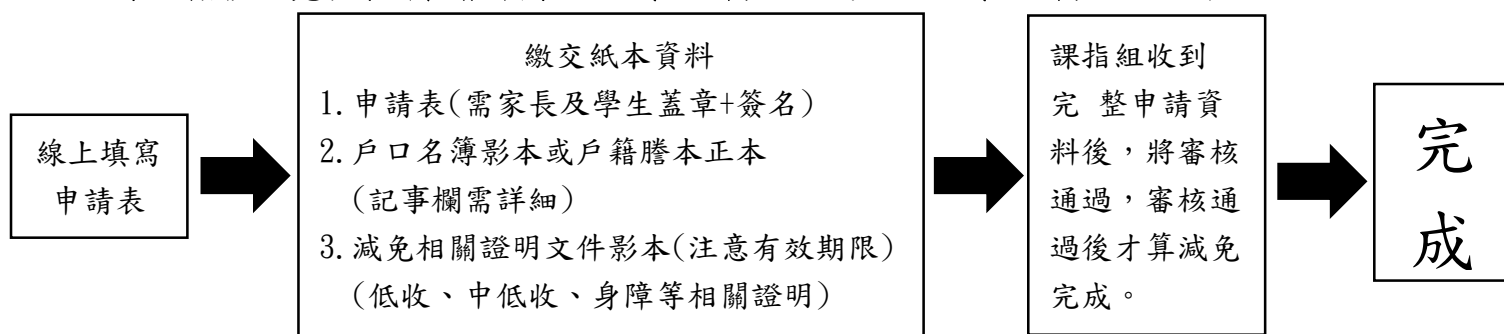 線上填寫
申請表
繳交紙本資料
1.申請表(需家長及學生蓋章+簽名)
2.戶口名簿影本或戶籍謄本正本
(記事欄需詳細)
3.減免相關證明文件影本(注意有效期限)
(低收、中低收、身障等相關證明)
課指組收到
完 整申請資
料後，將審核
通過，審核通
過後才算減免
完成。
完
成